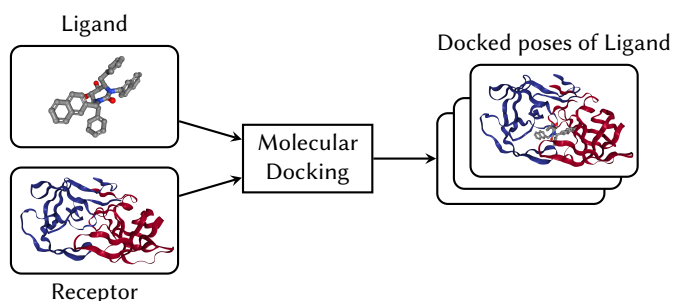 Ligand
Docked poses of Ligand
Molecular
Docking
Receptor